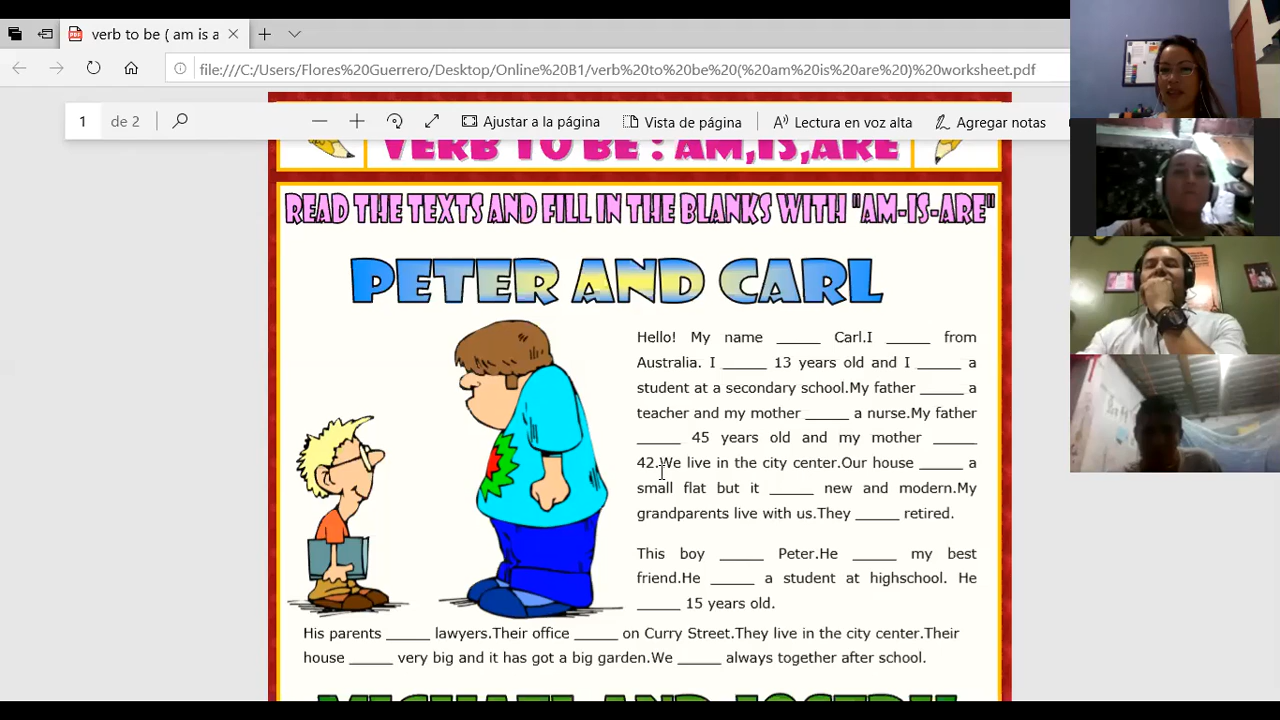 verb to be ( am is a
file:///C:/Users/Flores%20Guerrero/Desktop/Online%20B1/verb%20to%20be%20(%20am%20is%20are%20)%20worksheet.pdf
1 de 2 Ajustar a la página Vista de página Lectura en voz alta Agregar notas
VERB TO BE : AM,IS,ARE
READ THE TEXTS AND FILL IN THE BLANKS WITH "AM-IS-ARE"
PETER AND CARL
Hello! My name _____ Carl.I _____ from
Australia. I _____ 13 years old and I _____ a
student at a secondary school.My father _____ a
teacher and my mother _____ a nurse.My father
_____ 45 years old and my mother _____
42.We live in the city center.Our house _____ a
small flat but it _____ new and modern.My
grandparents live with us.They _____ retired.
This boy _____ Peter.He _____ my best
friend.He _____ a student at highschool. He
_____ 15 years old.
His parents _____ lawyers.Their office _____ on Curry Street.They live in the city center.Their
house _____ very big and it has got a big garden.We _____ always together after school.
MICHAEL AND JOSEPH